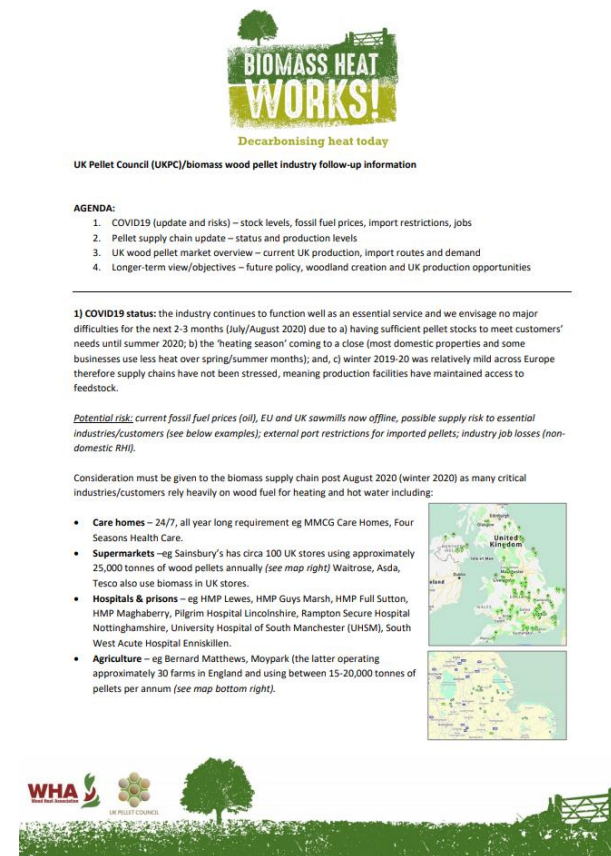 BIOMASS HEAT
WORKS!
Decarbonising heat today
UK Pellet Council (UKPC)/biomass wood pellet industry follow-up information
AGENDA:
1. COVID19 (update and risks) – stock levels, fossil fuel prices, import restrictions, jobs
2. Pellet supply chain update – status and production levels
3. UK wood pellet market overview – current UK production, import routes and demand
4. Longer-term view/objectives – future policy, woodland creation and UK production opportunities
1) COVID19 status: the industry continues to function well as an essential service and we envisage no major
difficulties for the next 2-3 months (July/August 2020) due to a) having sufficient pellet stocks to meet customers'
needs until summer 2020; b) the 'heating season' coming to a close (most domestic properties and some
businesses use less heat over spring/summer months); and, c) winter 2019-20 was relatively mild across Europe
therefore supply chains have not been stressed, meaning production facilities have maintained access to
feedstock.
Potential risk: current fossil fuel prices (oil), EU and UK sawmills now offline, possible supply risk to essential
industries/customers (see below examples); external port restrictions for imported pellets; industry job losses (non-
domestic RHI).
Consideration must be given to the biomass supply chain post August 2020 (winter 2020) as many critical
industries/customers rely heavily on wood fuel for heating and hot water including:
• Care homes – 24/7, all year long requirement eg MMCG Care Homes, Four
Seasons Health Care.
• Supermarkets –eg Sainsbury's has circa 100 UK stores using approximately
25,000 tonnes of wood pellets annually (see map right) Waitrose, Asda,
Tesco also use biomass in UK stores.
• Hospitals & prisons – eg HMP Lewes, HMP Guys Marsh, HMP Full Sutton,
HMP Maghaberry, Pilgrim Hospital Lincolnshire, Rampton Secure Hospital
Nottinghamshire, University Hospital of South Manchester (UHSM), South
West Acute Hospital Enniskillen.
• Agriculture – eg Bernard Matthews, Moypark (the latter operating
approximately 30 farms in England and using between 15-20,000 tonnes of
pellets per annum (see map bottom right).
Edinburgh
Glasgow
United
Kingdom
Isle of Man
Dublin
WALES
WHA
Wood Heat Association
UK PELLET COUNCIL